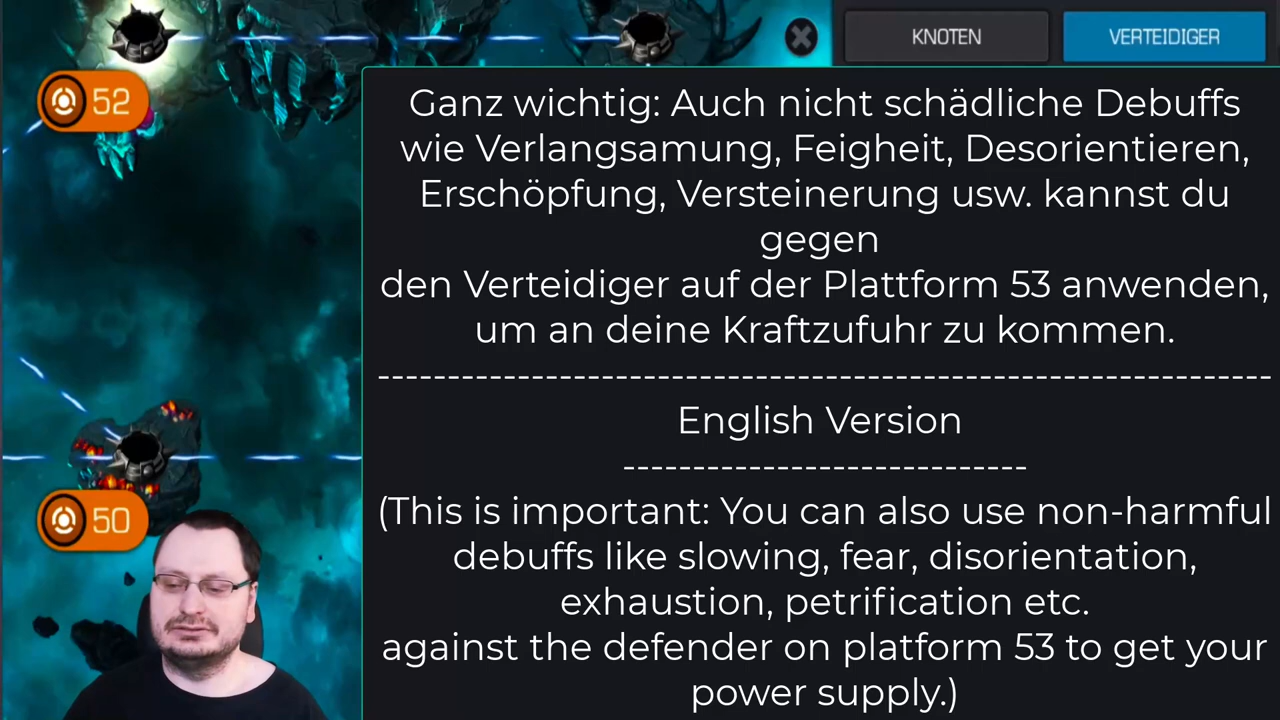 KNOTEN
VERTEIDIGER
52
Ganz wichtig: Auch nicht schädliche Debuffs
wie Verlangsamung, Feigheit, Desorientieren,
Erschöpfung, Versteinerung usw. kannst du
gegen
den Verteidiger auf der Plattform 53 anwenden,
um an deine Kraftzufuhr zu kommen.
----------------------------------------------------------------
English Version
-----------------------------
(This is important: You can also use non-harmful
debuffs like slowing, fear, disorientation,
exhaustion, petrification etc.
against the defender on platform 53 to get your
power supply.)
50